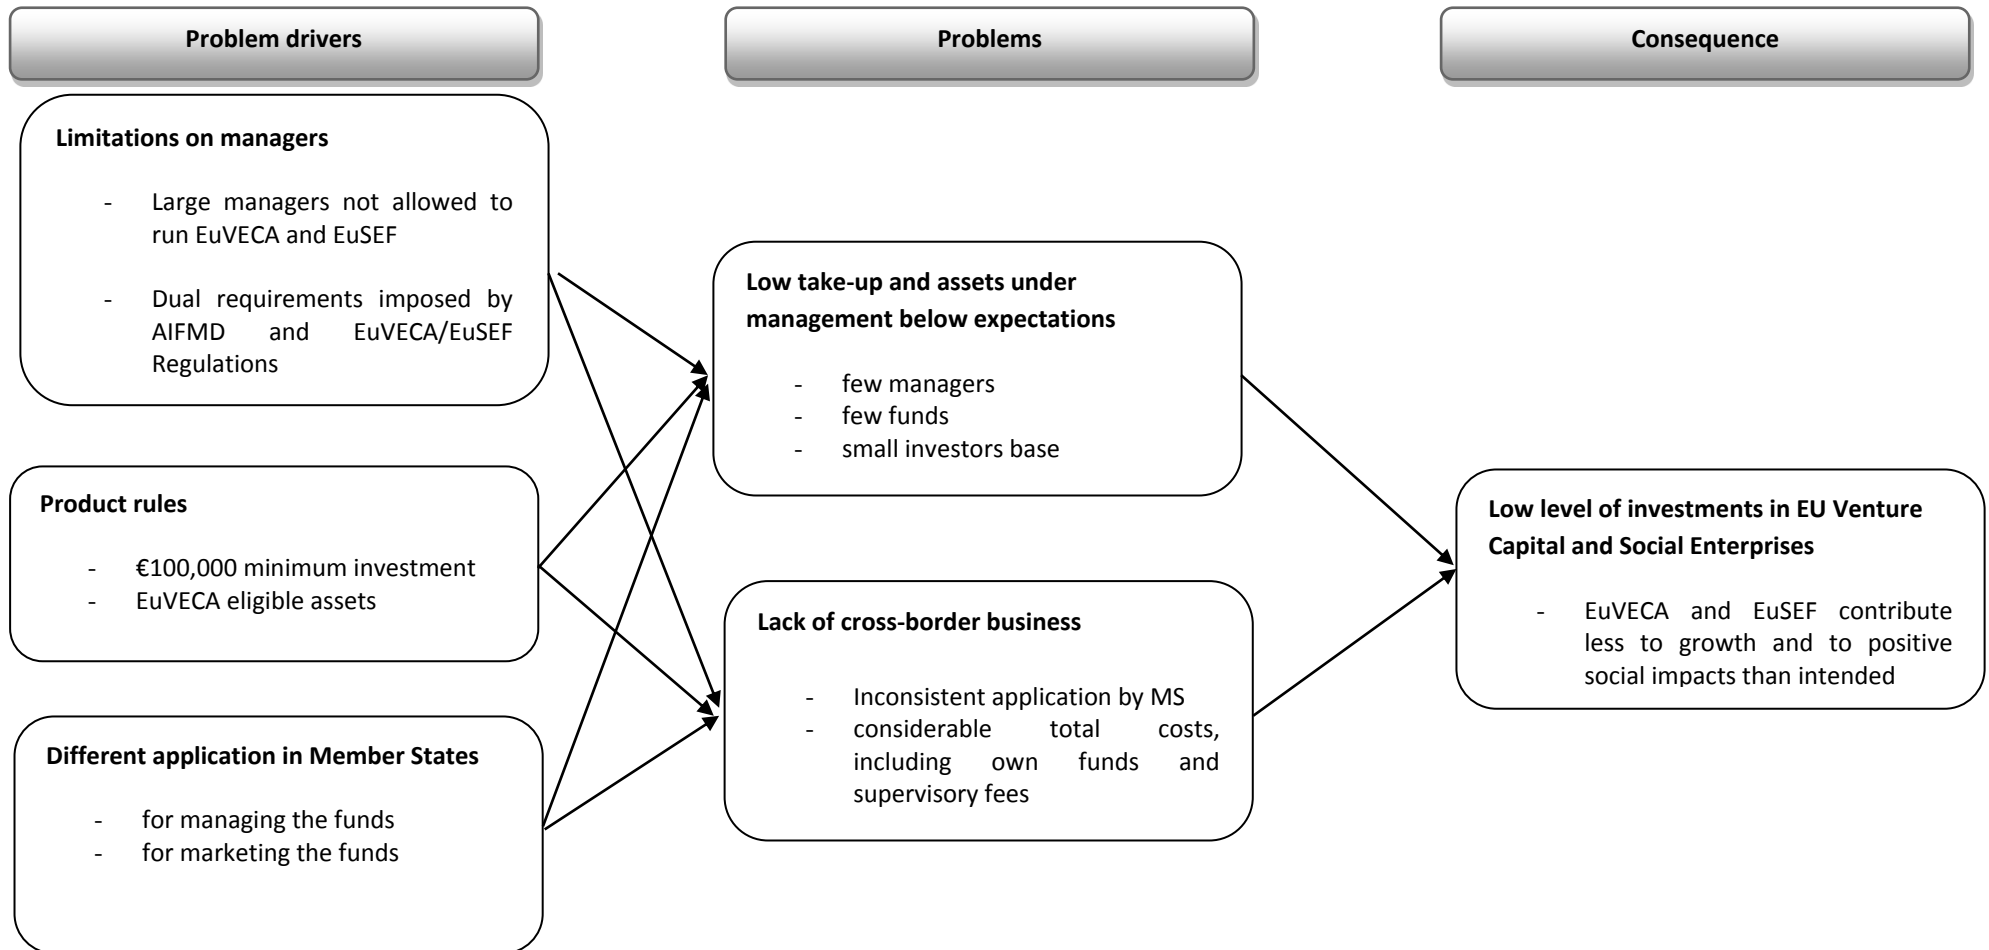 Problem drivers
Problems
Consequence
Limitations on managers
- Large managers not allowed to
run EuVECA and EuSEF
- Dual requirements imposed by
AIFMD and EuVECA/EuSEF
Regulations
Product rules
- €100,000 minimum investment
- EuVECA eligible assets
Different application in Member States
- for managing the funds
- for marketing the funds
Low take-up and assets under
management below expectations
- few managers
- few funds
- small investors base
Lack of cross-border business
- Inconsistent application by MS
- considerable total costs,
including own funds and
supervisory fees
Low level of investments in EU Venture
Capital and Social Enterprises
- EuVECA and EuSEF contribute
less to growth and to positive
social impacts than intended